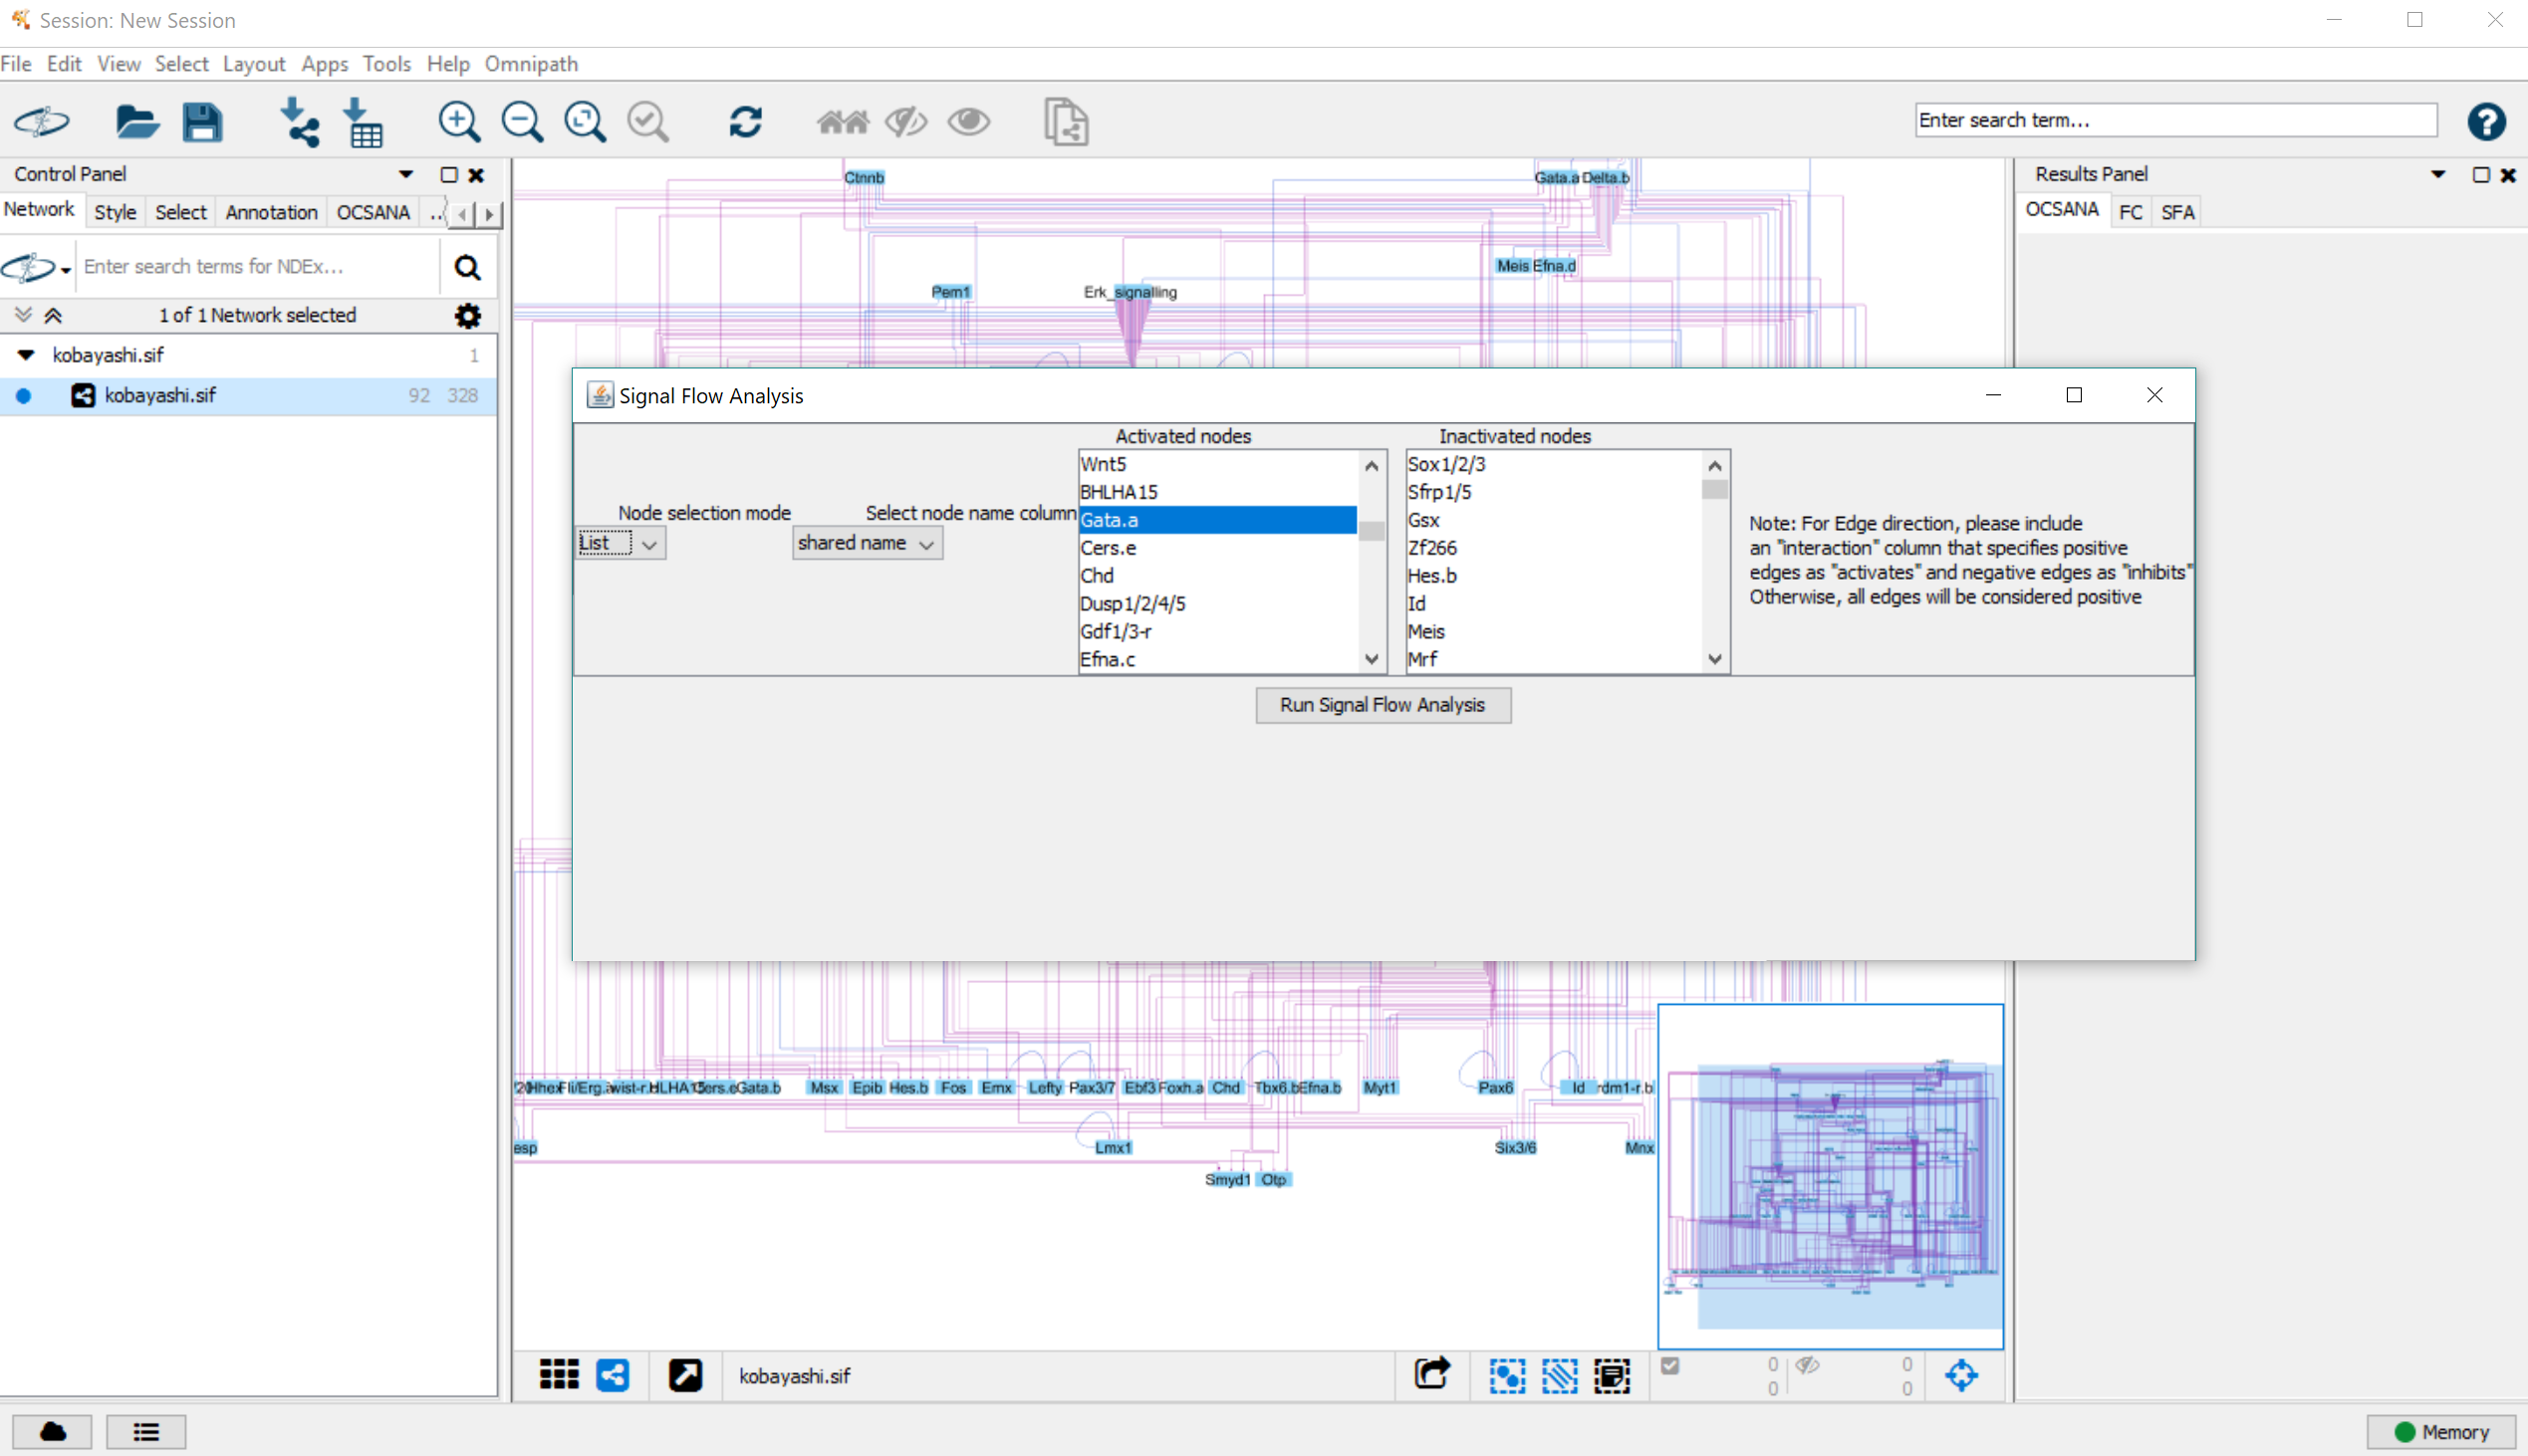 Session: New Session
File Edit View Select Layout Apps Tools Help Omnipath
Enter search term...
Control Panel
Network Style Select Annotation OCSANA ..
Enter search terms for NDEx...
1 of 1 Network selected
kobayashi.sif 1
kobayashi.sif 92 328
Ctnnb
Gata.a Delta.b
Meis Efna.d
Pem1
Erk_signalling
Results Panel
OCSANA FC SFA
Signal Flow Analysis
Node selection mode
List
Select node name column
shared name
Activated nodes
Wnt5
BHLHA15
Gata.a
Cers.e
Chd
Dusp1/2/4/5
Gdf1/3-r
Efna.c
Inactivated nodes
Sox1/2/3
Sfrp1/5
Gsx
Zf266
Hes.b
Id
Meis
Mrf
Note: For Edge direction, please include
an "interaction" column that specifies positive
edges as "activates" and negative edges as "inhibits"
Otherwise, all edges will be considered positive
Run Signal Flow Analysis
Gata.b Msx Epib Hes.b Fos Emx Lefty Pax3/7 Ebf3 Foxh.a Chd Tbx6.b Efna.b Myt1 Pax6 Id rdm1-r.b
esp Lmx1 Six3/6 Mnx
Smyd1 Otp
kobayashi.sif
0 0
0 0
Memory